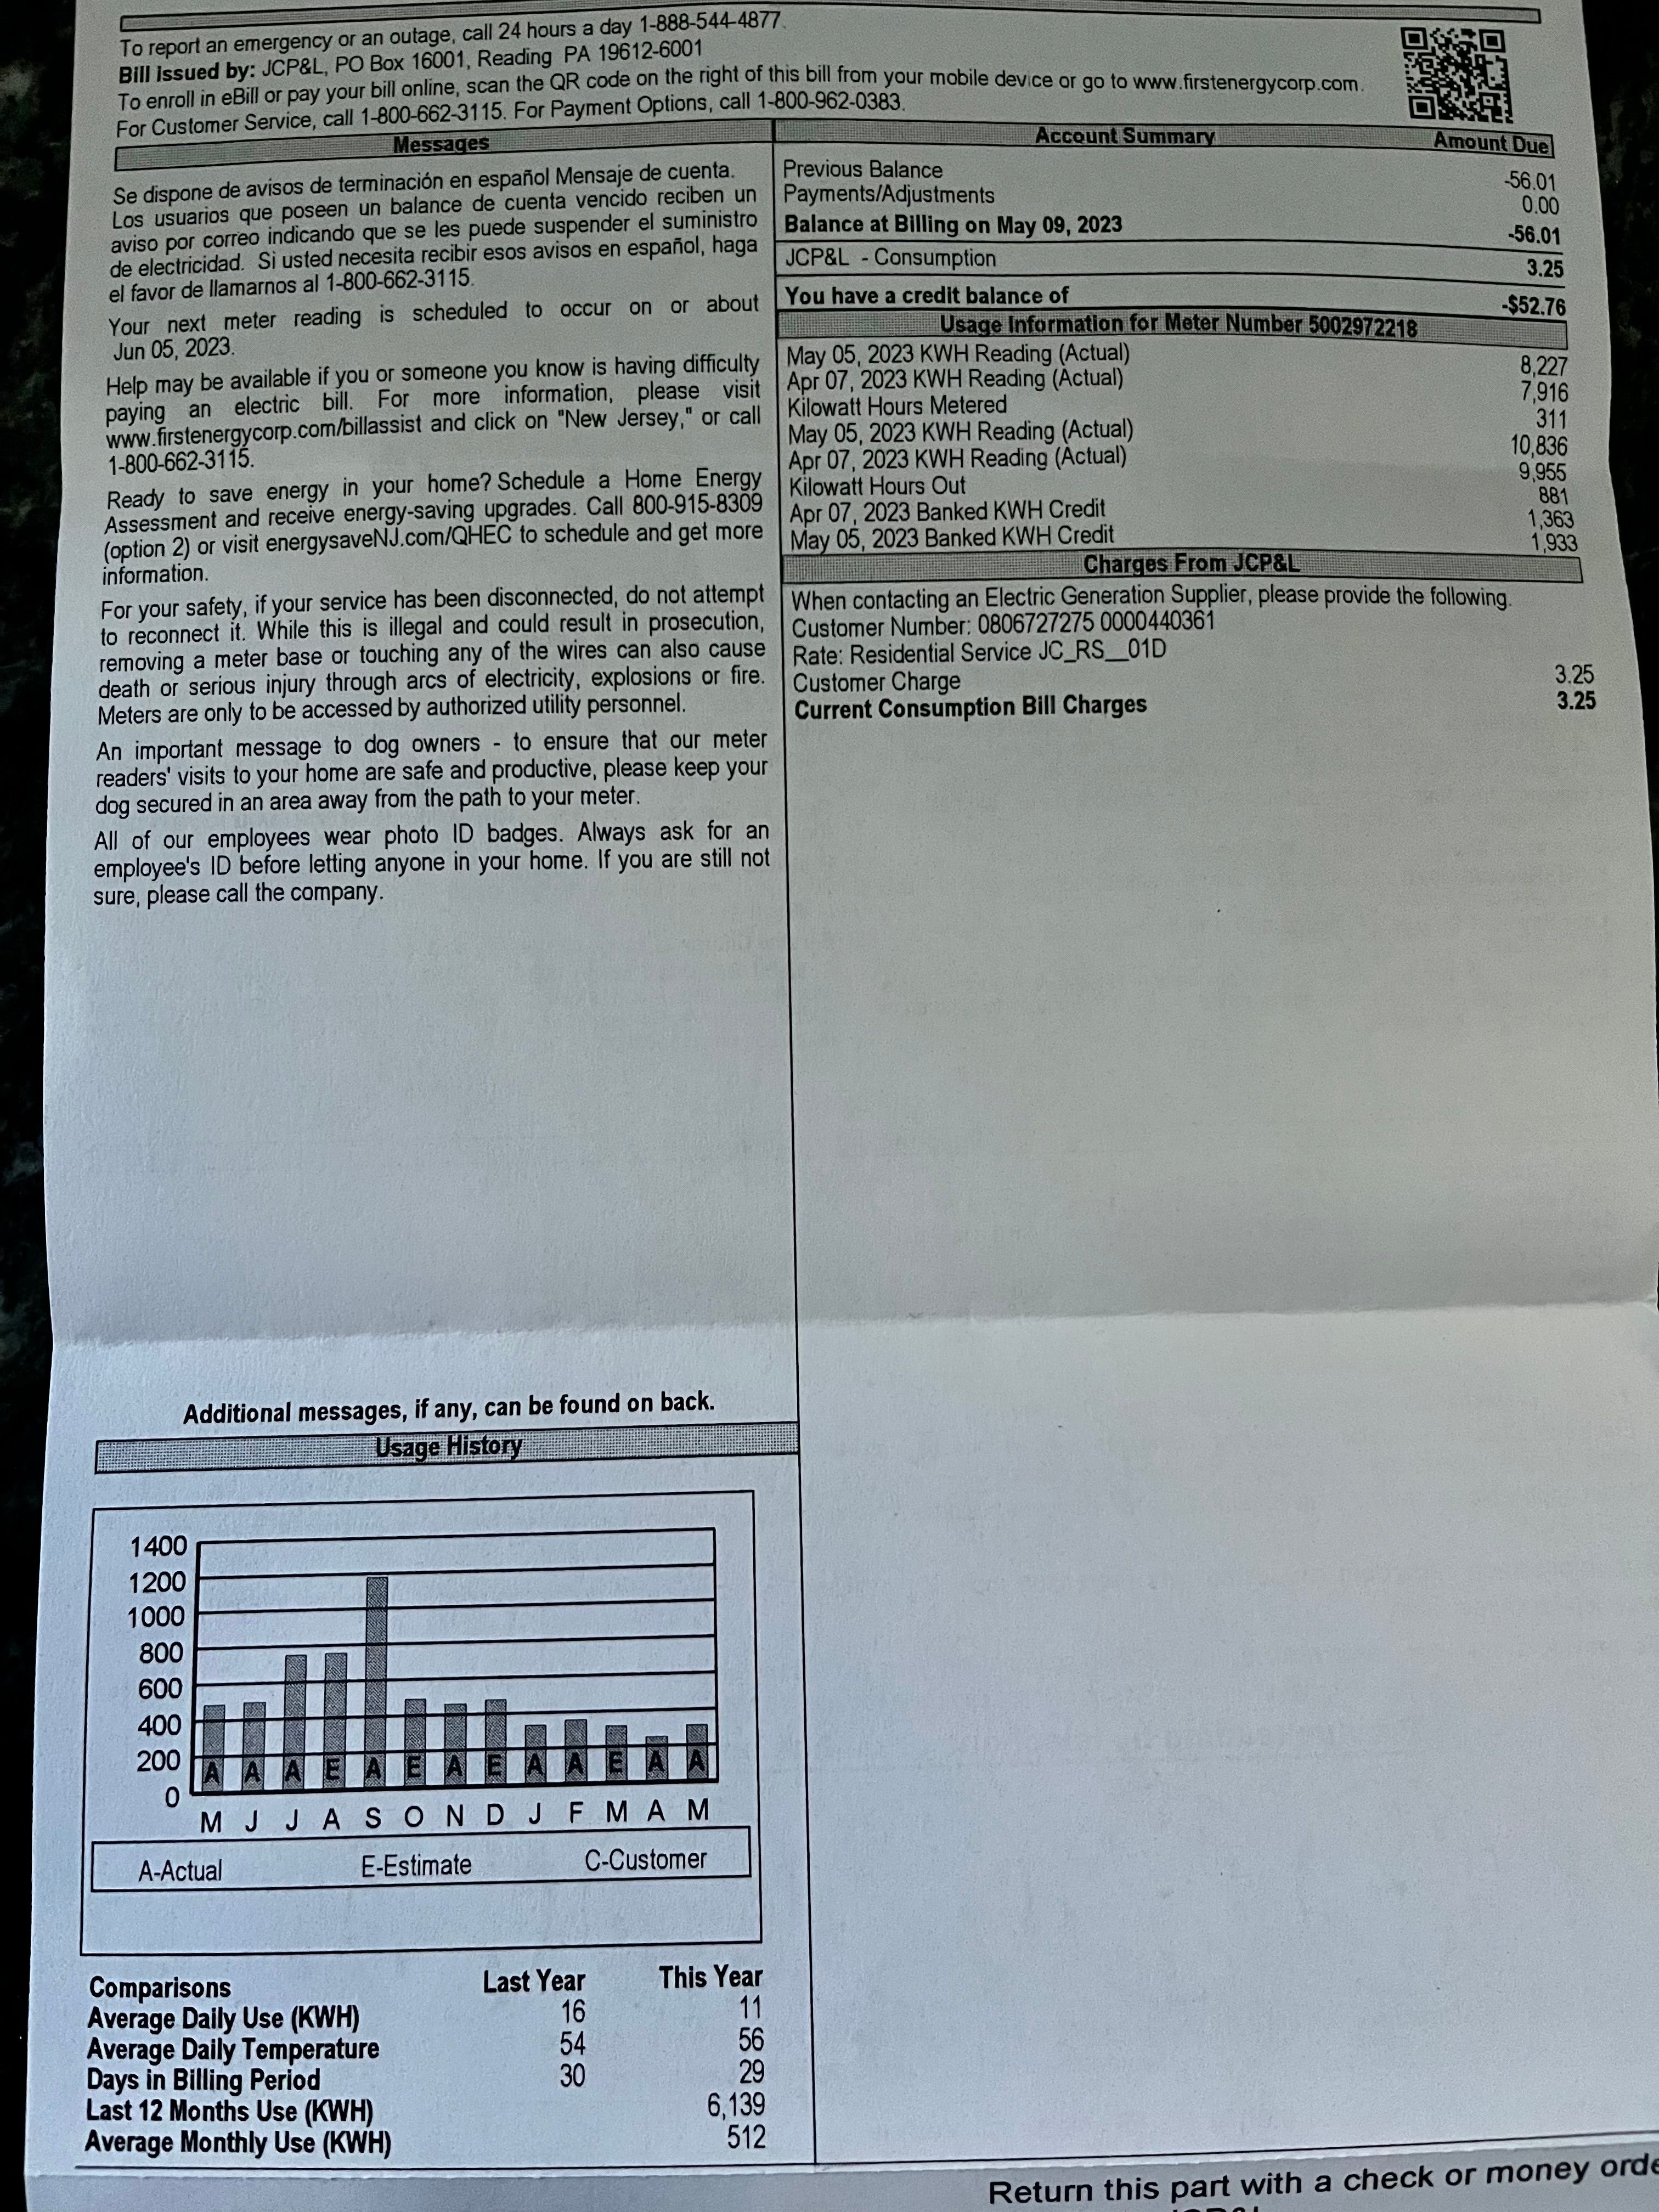 To report an emergency or an outage, call 24 hours a day 1-888-544-4877.
Bill Issued by: JCP&L, PO Box 16001, Reading PA 19612-6001
To enroll in eBill or pay your bill online, scan the QR code on the right of this bill from your mobile device or go to www.firstenergycorp.com.
For Customer Service, call 1-800-662-3115. For Payment Options, call 1-800-962-0383.
Messages
Se dispone de avisos de terminación en español Mensaje de cuenta.
Los usuarios que poseen un balance de cuenta vencido reciben un
aviso por correo indicando que se les puede suspender el suministro
de electricidad. Si usted necesita recibir esos avisos en español, haga
el favor de llamarnos al 1-800-662-3115.
Your next meter reading is scheduled to occur on or about
Jun 05, 2023.
Help may be available if you or someone you know is having difficulty
paying an electric bill. For more information, please visit
www.firstenergycorp.com/billassist and click on "New Jersey," or call
1-800-662-3115.
Ready to save energy in your home? Schedule a Home Energy
Assessment and receive energy-saving upgrades. Call 800-915-8309
(option 2) or visit energysaveNJ.com/QHEC to schedule and get more
information.
For your safety, if your service has been disconnected, do not attempt
to reconnect it. While this is illegal and could result in prosecution,
removing a meter base or touching any of the wires can also cause
death or serious injury through arcs of electricity, explosions or fire.
Meters are only to be accessed by authorized utility personnel.
An important message to dog owners - to ensure that our meter
readers' visits to your home are safe and productive, please keep your
dog secured in an area away from the path to your meter.
All of our employees wear photo ID badges. Always ask for an
employee's ID before letting anyone in your home. If you are still not
sure, please call the company.
Account Summary Amount Due
Previous Balance -56.01
Payments/Adjustments 0.00
Balance at Billing on May 09, 2023 -56.01
JCP&L - Consumption 3.25
You have a credit balance of -$52.76
Usage Information for Meter Number 5002972218
May 05, 2023 KWH Reading (Actual) 8,227
Apr 07, 2023 KWH Reading (Actual) 7,916
Kilowatt Hours Metered 311
May 05, 2023 KWH Reading (Actual) 10,836
Apr 07, 2023 KWH Reading (Actual) 9,955
Kilowatt Hours Out 881
Apr 07, 2023 Banked KWH Credit 1,363
May 05, 2023 Banked KWH Credit 1,933
Charges From JCP&L
When contacting an Electric Generation Supplier, please provide the following.
Customer Number: 0806727275 0000440361
Rate: Residential Service JC_RS__01D
Customer Charge 3.25
Current Consumption Bill Charges 3.25
Additional messages, if any, can be found on back.
Usage History
1400
1200
1000
800
600
400
200
0
A A A E A E A E A A E A A
M J J A S O N D J F M A M
A-Actual E-Estimate C-Customer
Comparisons Last Year This Year
Average Daily Use (KWH) 16 11
Average Daily Temperature 54 56
Days in Billing Period 30 29
Last 12 Months Use (KWH) 6,139
Average Monthly Use (KWH) 512
Return this part with a check or money orde